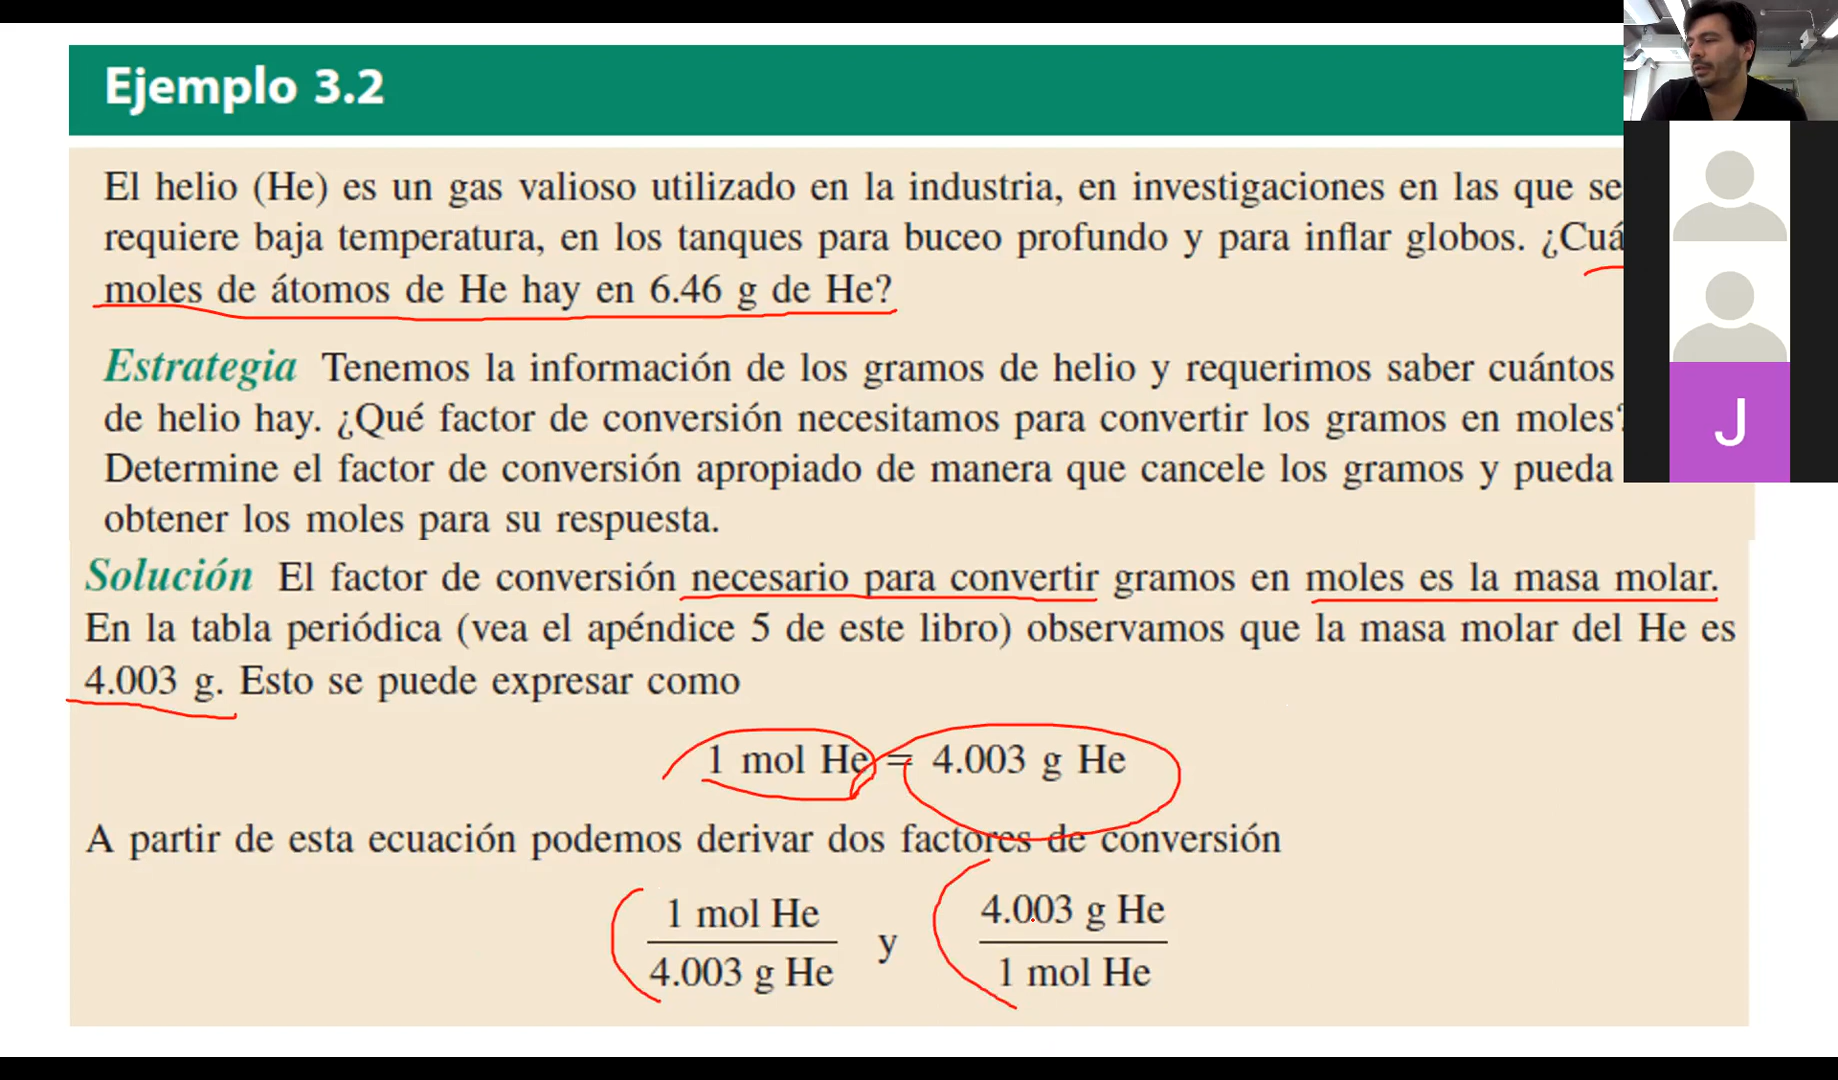 Ejemplo 3.2
El helio (He) es un gas valioso utilizado en la industria, en investigaciones en las que se
requiere baja temperatura, en los tanques para buceo profundo y para inflar globos. ¿Cuá
moles de átomos de He hay en 6.46 g de He?
Estrategia Tenemos la información de los gramos de helio y requerimos saber cuántos
de helio hay. ¿Qué factor de conversión necesitamos para convertir los gramos en moles?
Determine el factor de conversión apropiado de manera que cancele los gramos y pueda
obtener los moles para su respuesta.
Solución El factor de conversión necesario para convertir gramos en moles es la masa molar.
En la tabla periódica (vea el apéndice 5 de este libro) observamos que la masa molar del He es
4.003 g. Esto se puede expresar como
1 mol He = 4.003 g He
A partir de esta ecuación podemos derivar dos factores de conversión
1 mol He
4.003 g He
y
4.003 g He
1 mol He
J